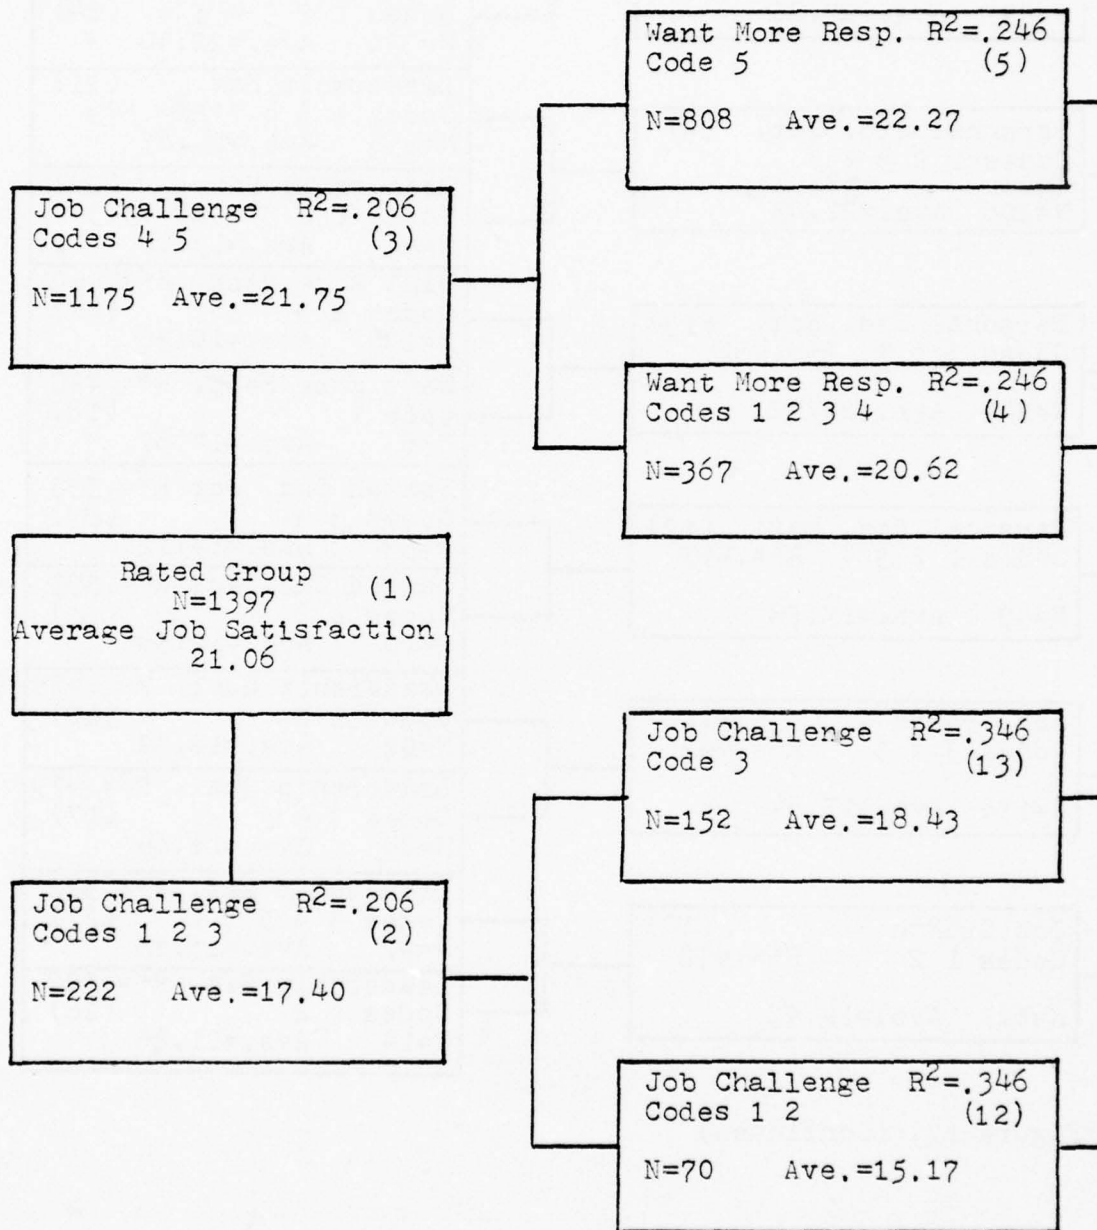 Want More Resp. R²=.246
Code 5 (5)
N=808 Ave.=22.27
Job Challenge R²=.206
Codes 4 5 (3)
N=1175 Ave.=21.75
Want More Resp. R²=.246
Codes 1 2 3 4 (4)
N=367 Ave.=20.62
Rated Group (1)
N=1397
Average Job Satisfaction
21.06
Job Challenge R²=.346
Code 3 (13)
N=152 Ave.=18.43
Job Challenge R²=.206
Codes 1 2 3 (2)
N=222 Ave.=17.40
Job Challenge R²=.346
Codes 1 2 (12)
N=70 Ave.=15.17